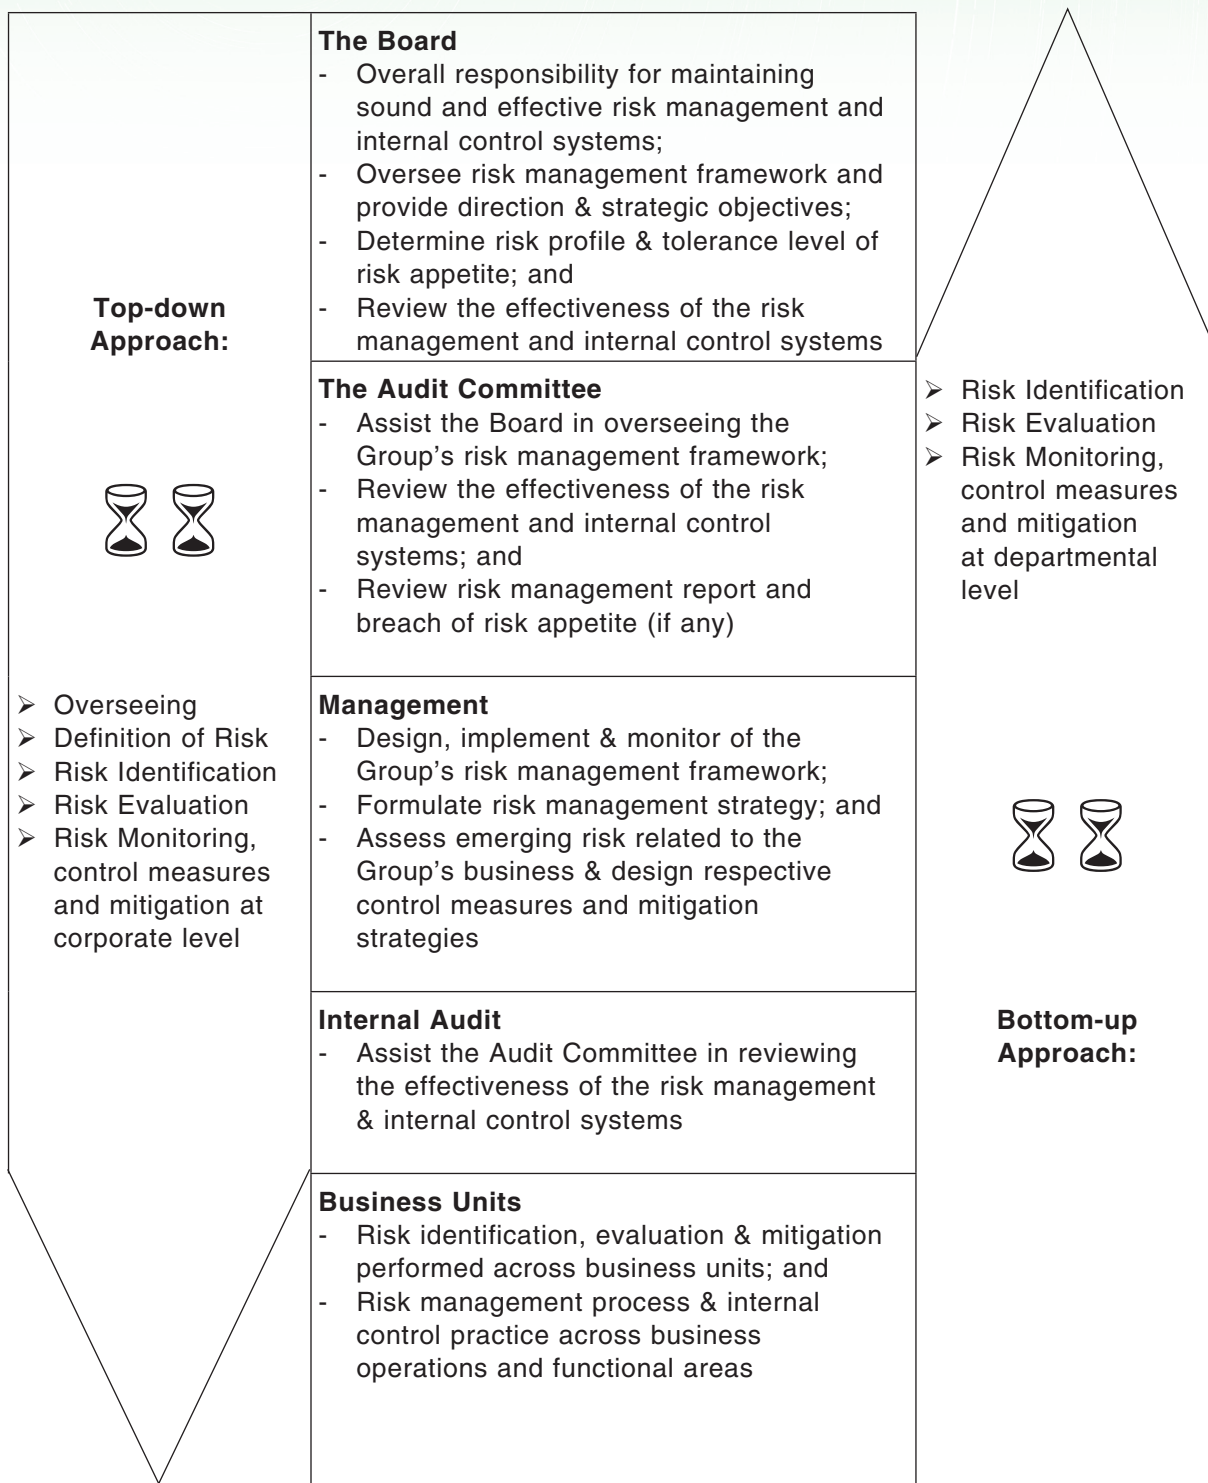 Top-down
Approach:
➢ Overseeing
➢ Definition of Risk
➢ Risk Identification
➢ Risk Evaluation
➢ Risk Monitoring,
control measures
and mitigation at
corporate level
The Board
- Overall responsibility for maintaining
sound and effective risk management and
internal control systems;
- Oversee risk management framework and
provide direction & strategic objectives;
- Determine risk profile & tolerance level of
risk appetite; and
- Review the effectiveness of the risk
management and internal control systems
The Audit Committee
- Assist the Board in overseeing the
Group’s risk management framework;
- Review the effectiveness of the risk
management and internal control
systems; and
- Review risk management report and
breach of risk appetite (if any)
Management
- Design, implement & monitor of the
Group’s risk management framework;
- Formulate risk management strategy; and
- Assess emerging risk related to the
Group’s business & design respective
control measures and mitigation
strategies
Internal Audit
- Assist the Audit Committee in reviewing
the effectiveness of the risk management
& internal control systems
Business Units
- Risk identification, evaluation & mitigation
performed across business units; and
- Risk management process & internal
control practice across business
operations and functional areas
➢ Risk Identification
➢ Risk Evaluation
➢ Risk Monitoring,
control measures
and mitigation
at departmental
level
Bottom-up
Approach: